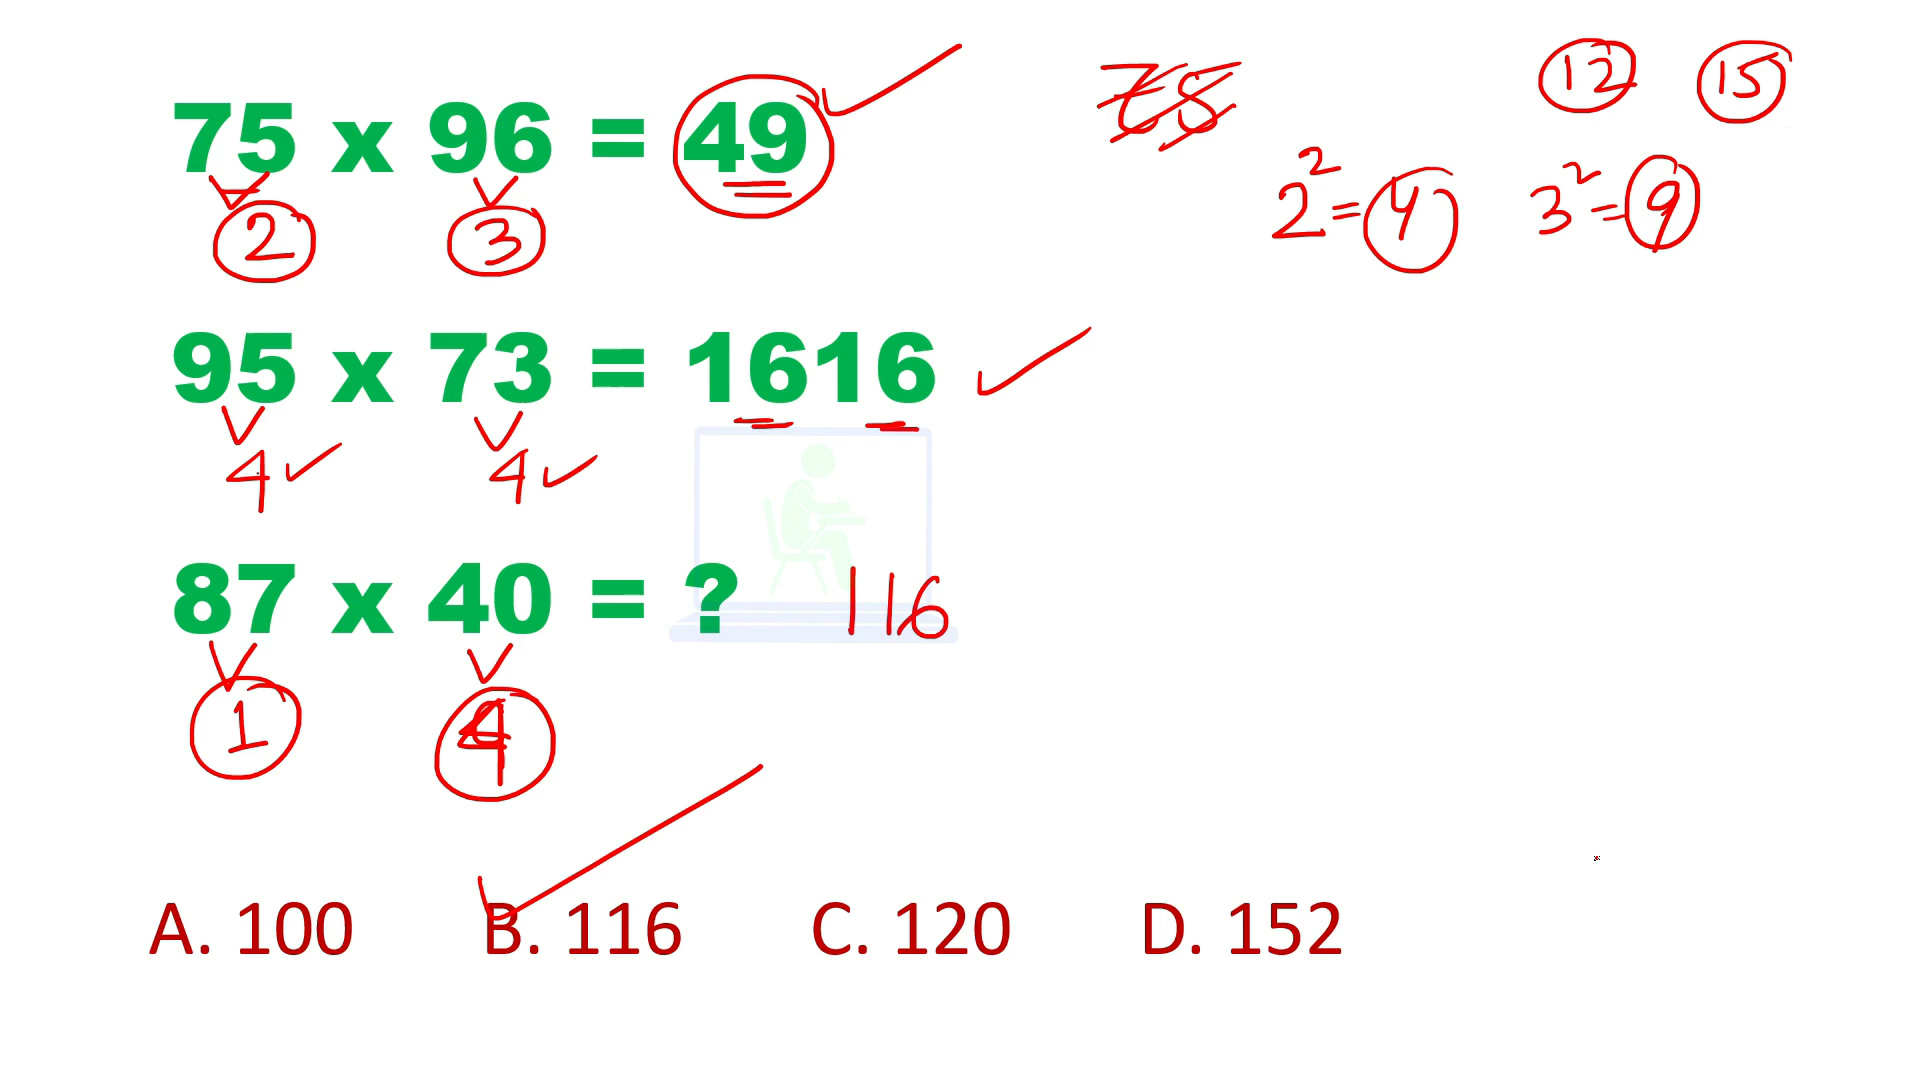 12 15
75 x 96 = 49
2 3
2² = 4 3² = 9
95 x 73 = 1616
4 4
87 x 40 = ? 116
1 4
A. 100 B. 116 C. 120 D. 152